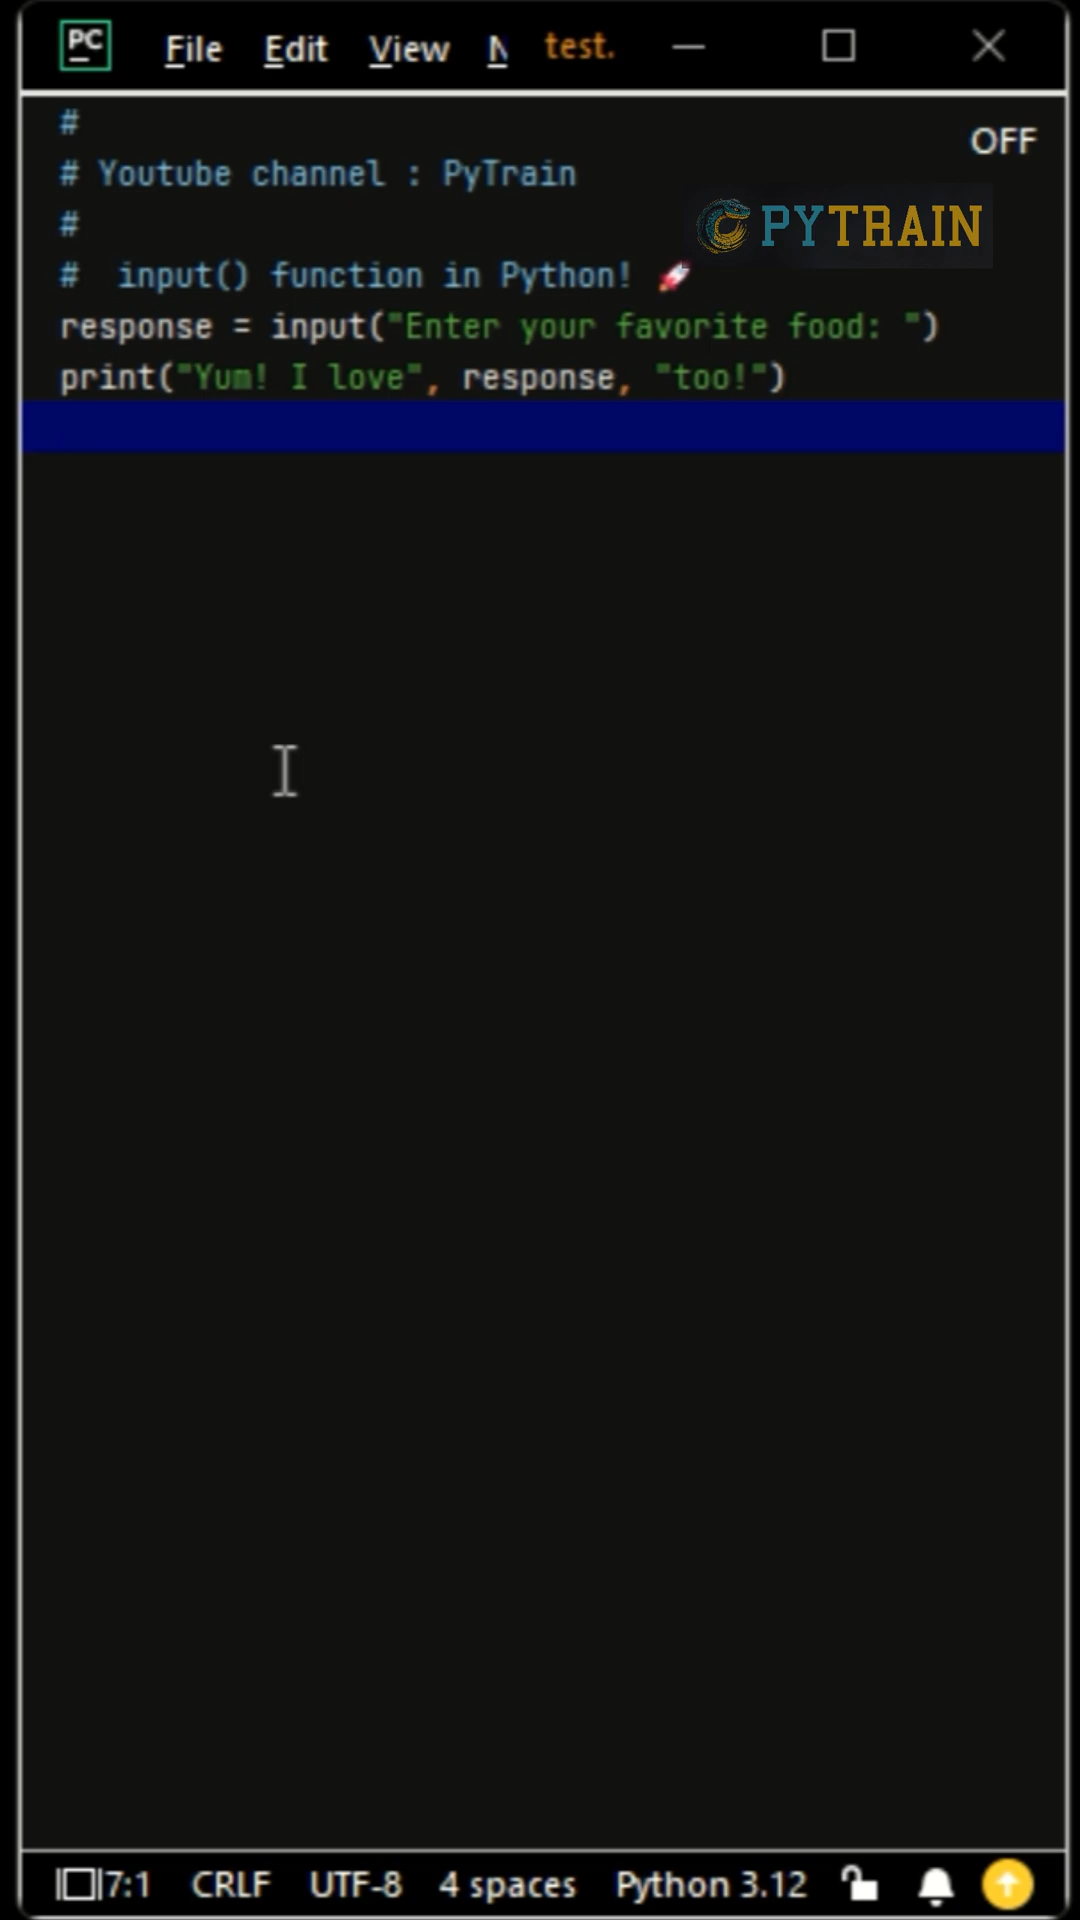 PC File Edit View N test.
#
OFF
# Youtube channel : PyTrain
#
PYTRAIN
#  input() function in Python! 🚀
response = input("Enter your favorite food: ")
print("Yum! I love", response, "too!")
7:1 CRLF UTF-8 4 spaces Python 3.12